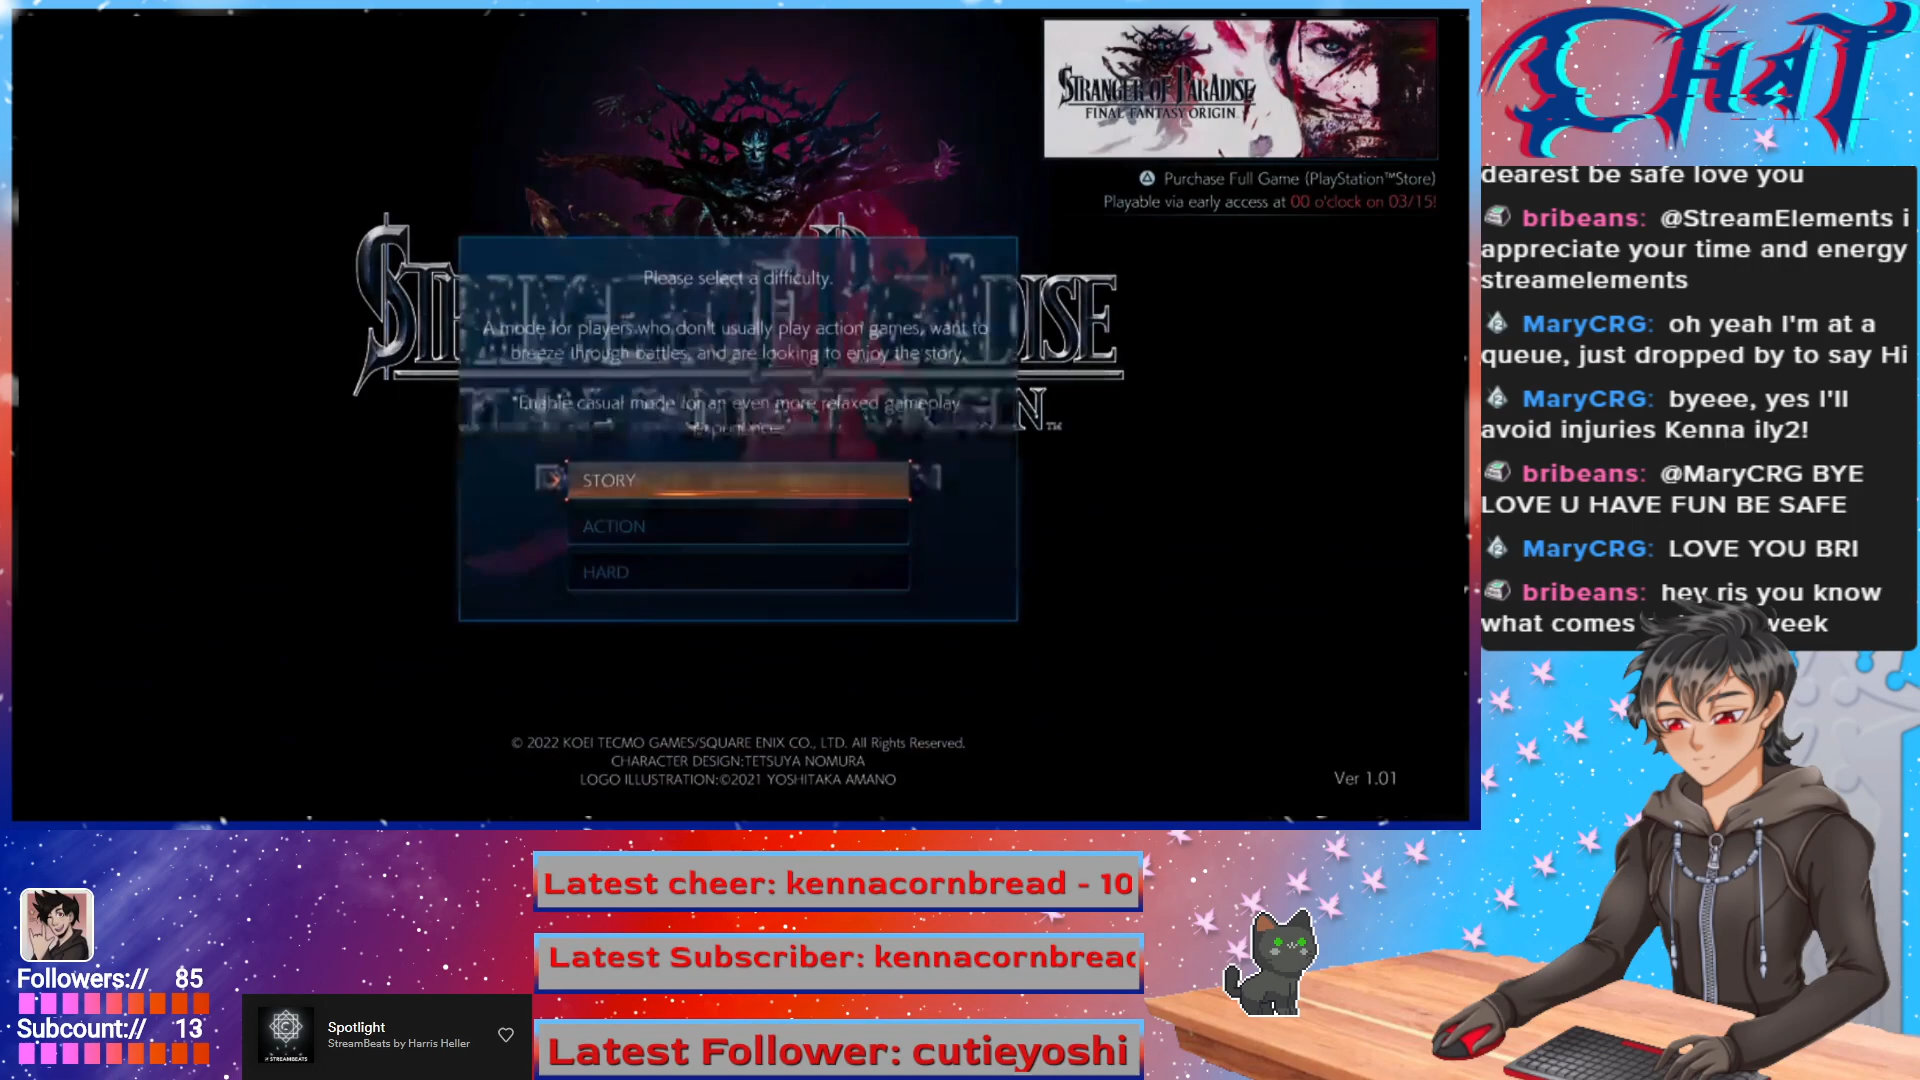 STRANGER OF PARADISE
FINAL FANTASY ORIGIN
Purchase Full Game (PlayStation™Store)
Playable via early access at 00 o'clock on 03/15!
Please select a difficulty.
A mode for players who don't usually play action games, want to
breeze through battles, and are looking to enjoy the story.
*Enable casual mode for an even more relaxed gameplay
experience.
STORY
ACTION
HARD
© 2022 KOEI TECMO GAMES/SQUARE ENIX CO., LTD. All Rights Reserved.
CHARACTER DESIGN:TETSUYA NOMURA
LOGO ILLUSTRATION:©2021 YOSHITAKA AMANO
Ver 1.01
CHAT
dearest be safe love you
bribeans: @StreamElements i
appreciate your time and energy
streamelements
MaryCRG: oh yeah I'm at a
queue, just dropped by to say Hi
MaryCRG: byeee, yes I'll
avoid injuries Kenna ily2!
bribeans: @MaryCRG BYE
LOVE U HAVE FUN BE SAFE
MaryCRG: LOVE YOU BRI
bribeans: hey ris you know
what comes week
Followers:// 85
Subcount:// 13
STREAMBEATS
Spotlight
StreamBeats by Harris Heller
Latest cheer: kennacornbread - 10
Latest Subscriber: kennacornbread
Latest Follower: cutieyoshi